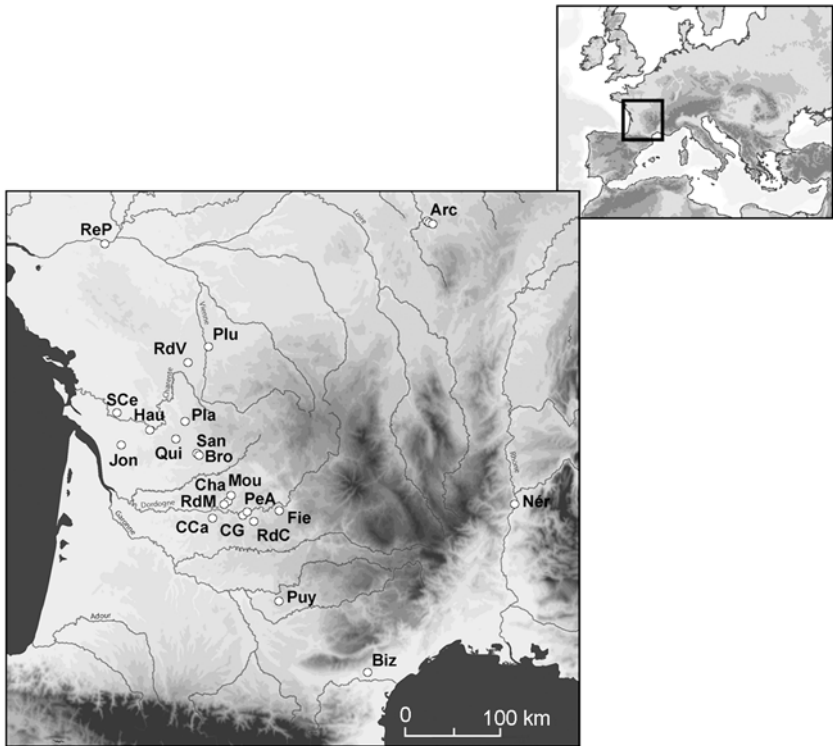 Arc
ReP
Loire
Vienne
Plu
RdV
Charente
SCe
Hau
Pla
Jon
Qui
San
Bro
Cha
Mou
RdM
PeA
Dordogne
CCa
CG
RdC
Fie
Nér
Rhône
Garonne
Puy
Adour
Biz
0 100 km